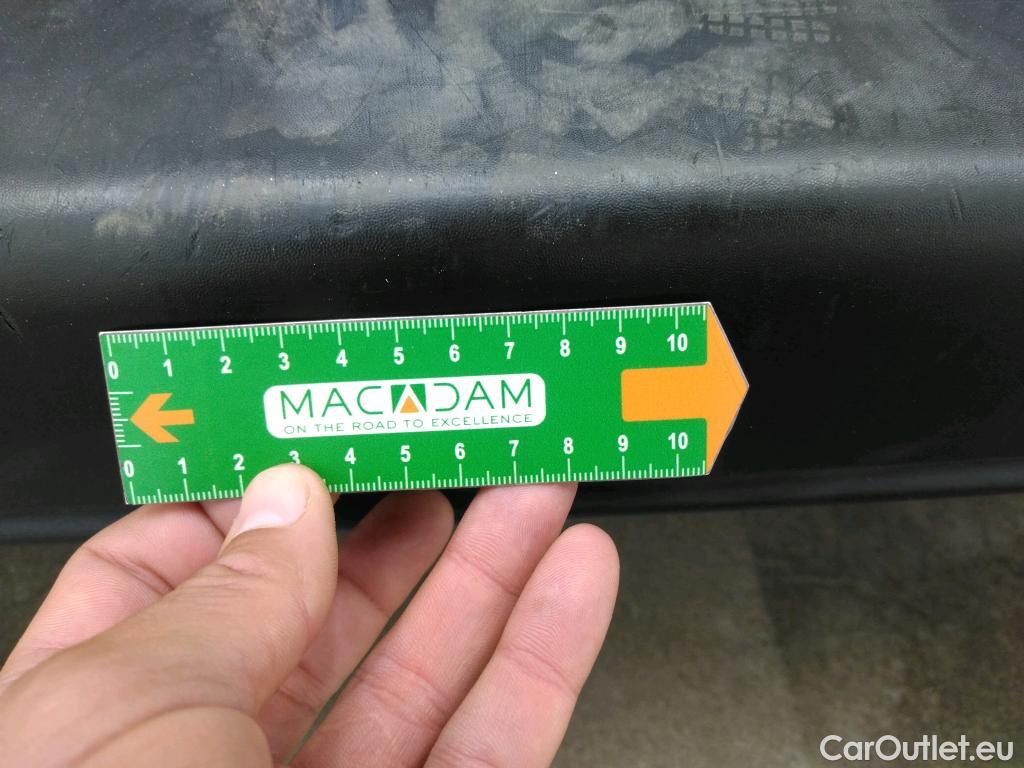 0 1 2 3 4 5 6 7 8 9 10
MACADAM
ON THE ROAD TO EXCELLENCE
0 1 2 3 4 5 6 7 8 9 10
CarOutlet.eu